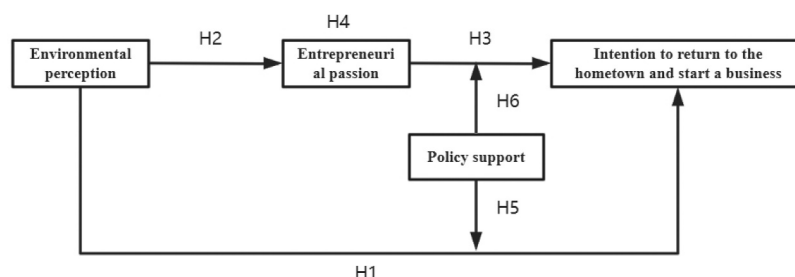 H4
H2
H3
Environmental
perception
Entrepreneuri
al passion
Intention to return to the
hometown and start a business
H6
Policy support
H5
H1